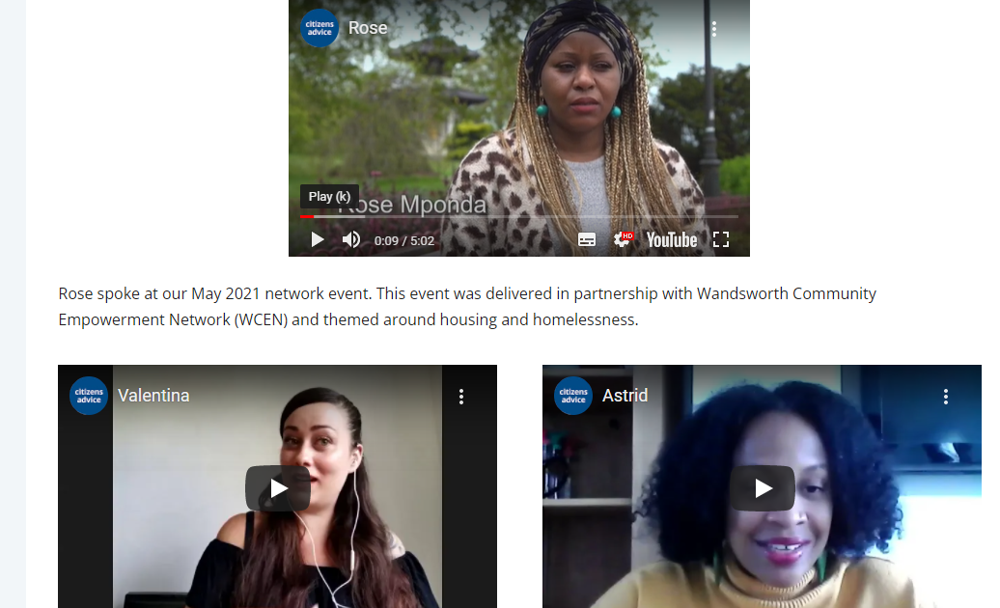 citizens
advice
Rose
Play (k)
Rose Mponda
0:09 / 5:02
HD
YouTube
Rose spoke at our May 2021 network event. This event was delivered in partnership with Wandsworth Community
Empowerment Network (WCEN) and themed around housing and homelessness.
citizens
advice
Valentina
citizens
advice
Astrid